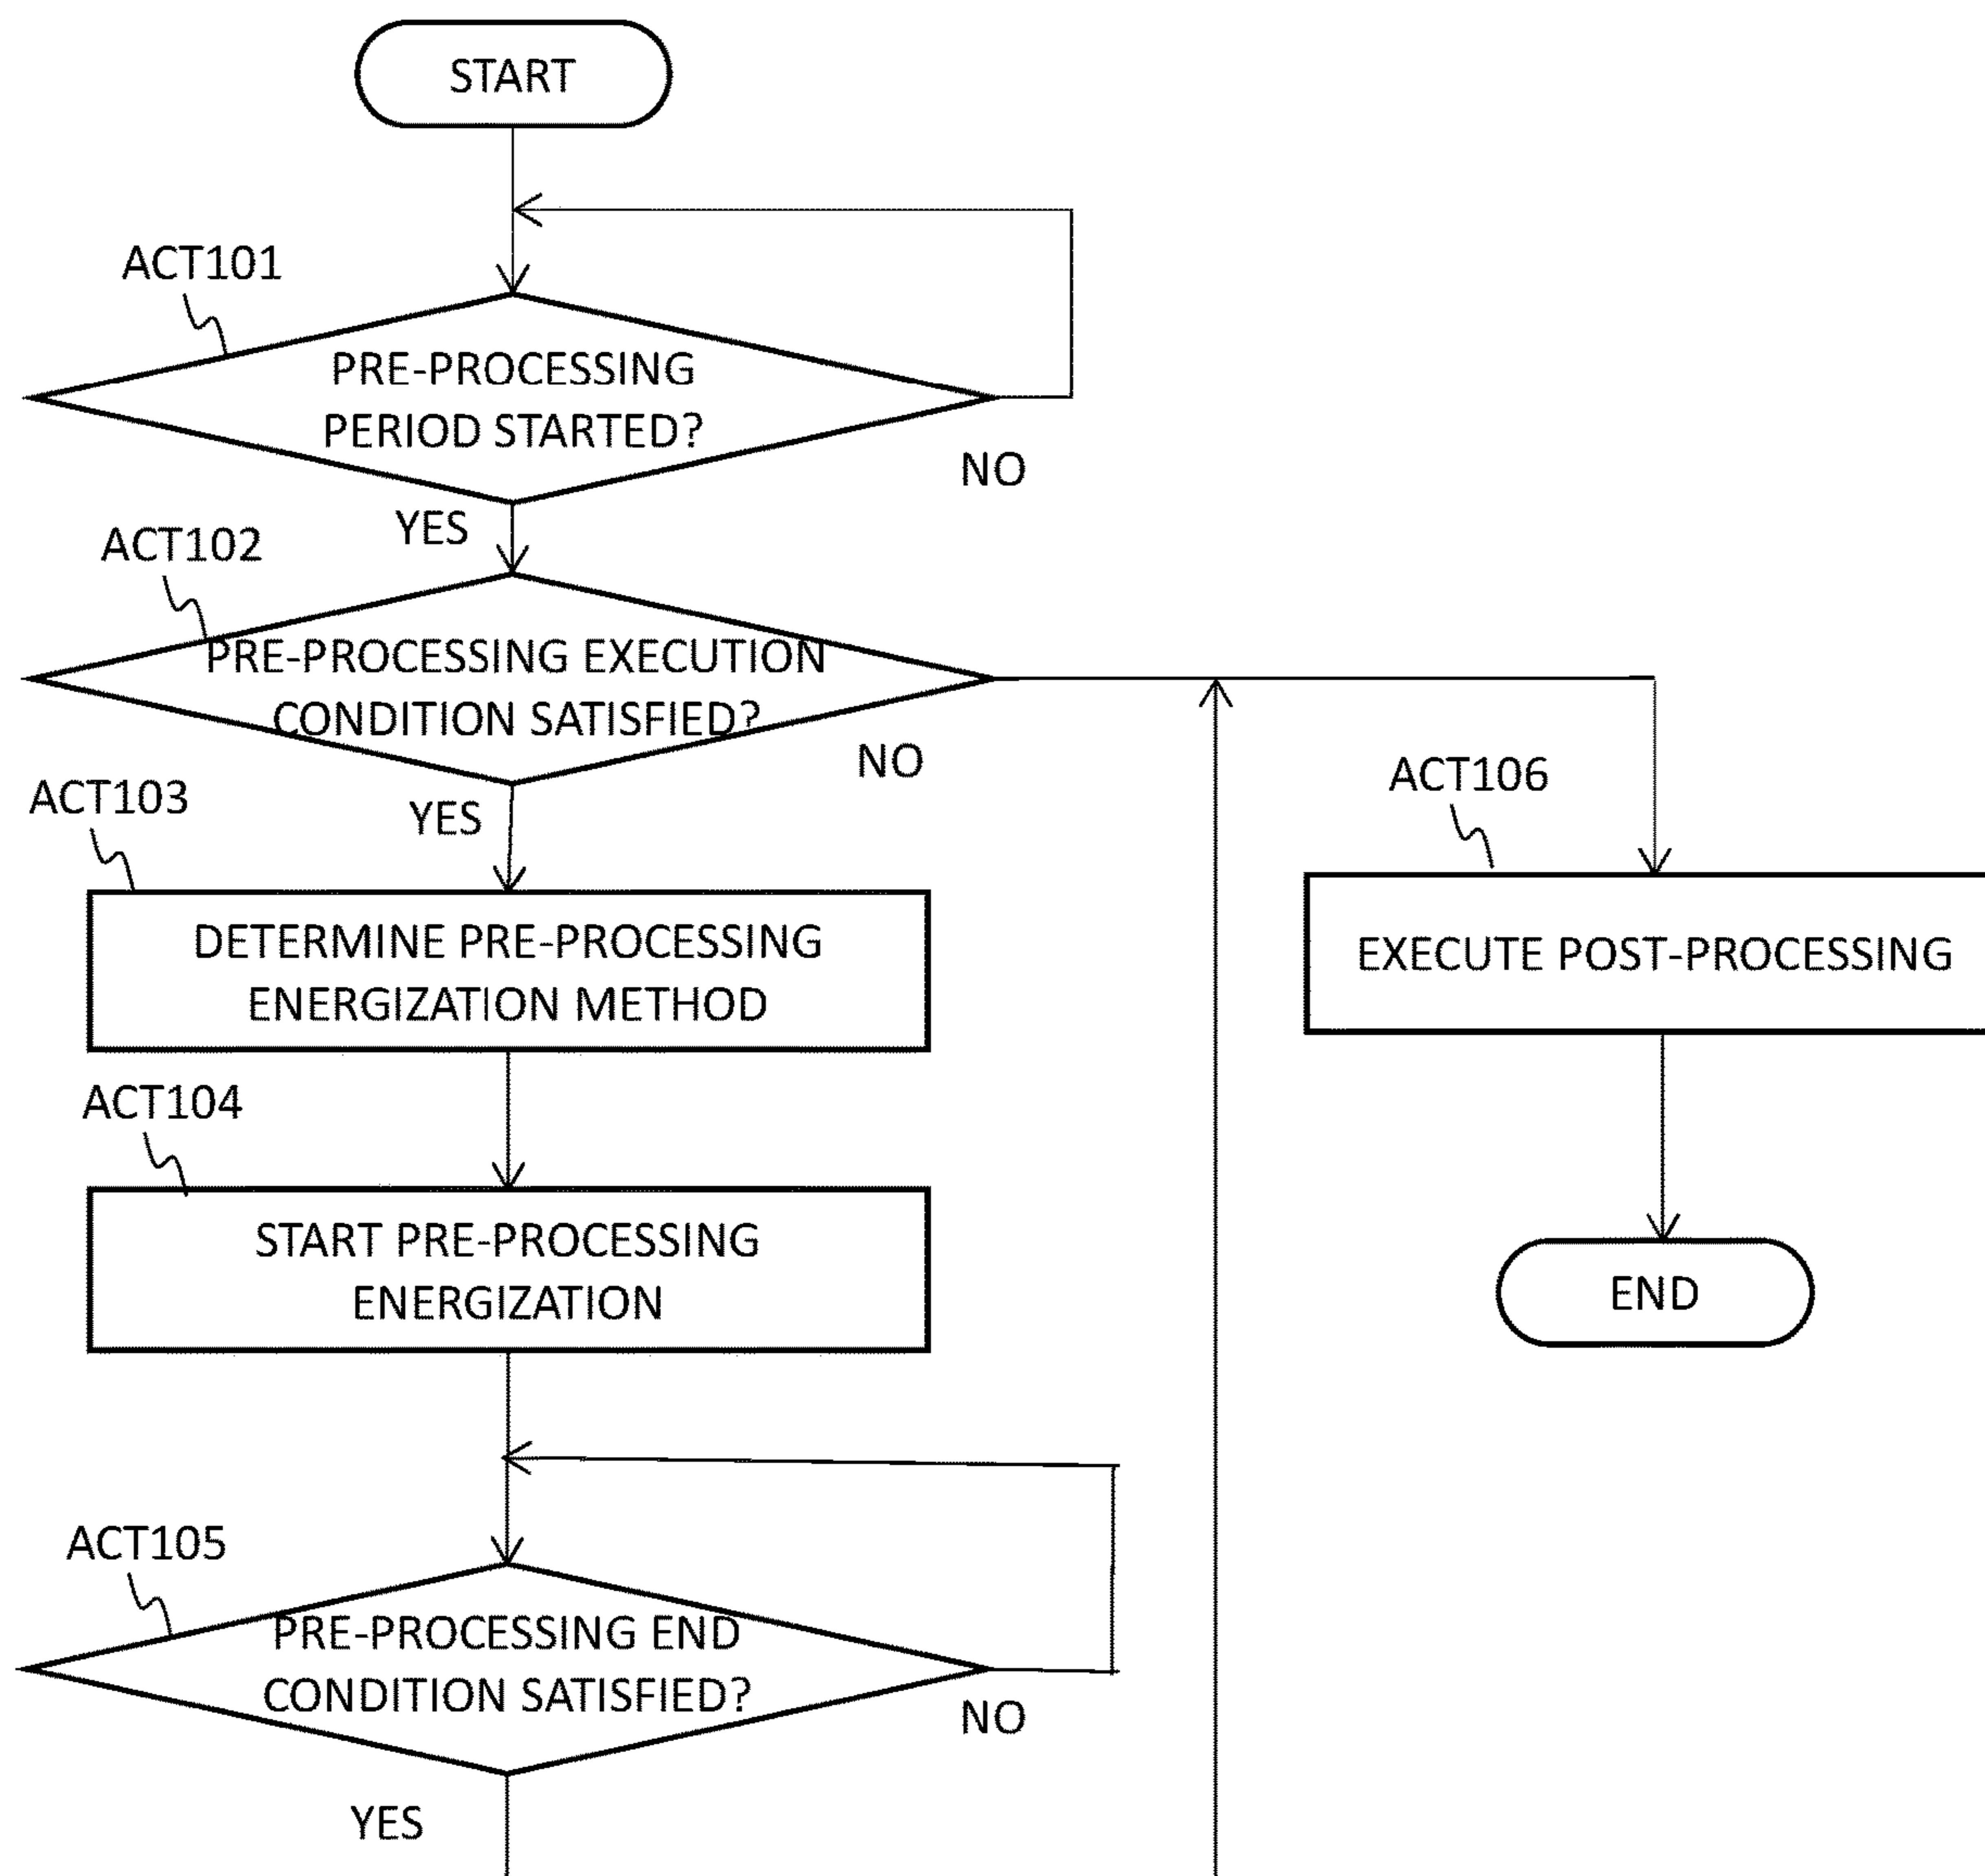 START
ACT101
PRE-PROCESSING
PERIOD STARTED?
NO
YES
ACT102
PRE-PROCESSING EXECUTION
CONDITION SATISFIED?
NO
YES
ACT103
DETERMINE PRE-PROCESSING
ENERGIZATION METHOD
ACT104
START PRE-PROCESSING
ENERGIZATION
ACT105
PRE-PROCESSING END
CONDITION SATISFIED?
NO
YES
ACT106
EXECUTE POST-PROCESSING
END